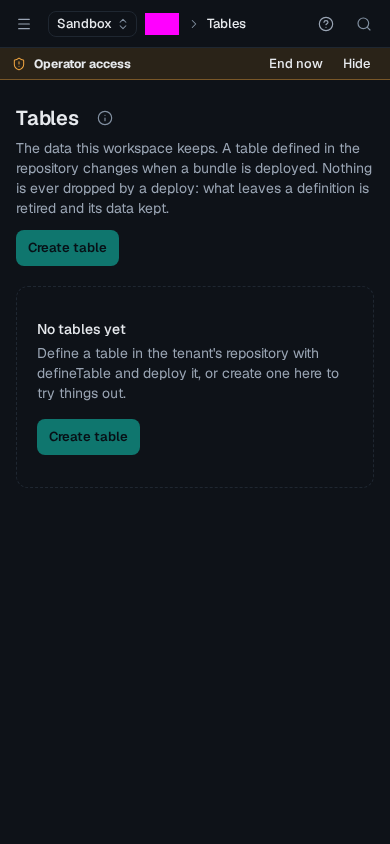 Sandbox
Tables
Operator access
End now
Hide
Tables
The data this workspace keeps. A table defined in the
repository changes when a bundle is deployed. Nothing
is ever dropped by a deploy: what leaves a definition is
retired and its data kept.
Create table
No tables yet
Define a table in the tenant's repository with
defineTable and deploy it, or create one here to
try things out.
Create table